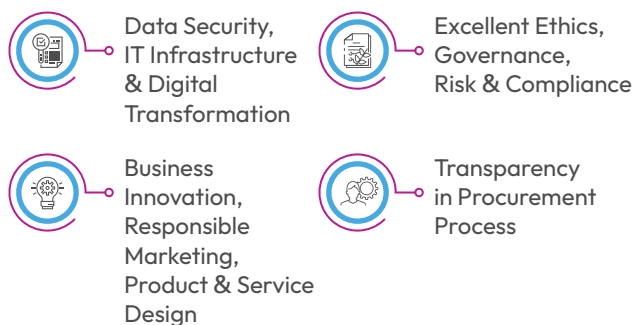 Data Security,
IT Infrastructure
& Digital
Transformation
Excellent Ethics,
Governance,
Risk & Compliance
Business
Innovation,
Responsible
Marketing,
Product & Service
Design
Transparency
in Procurement
Process